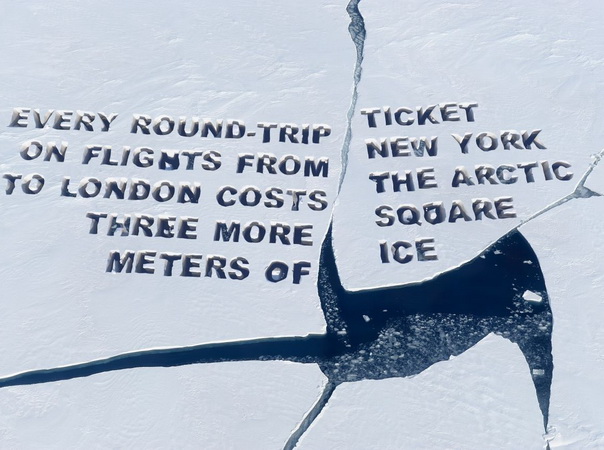 EVERY ROUND-TRIP TICKET
ON FLIGHTS FROM NEW YORK
TO LONDON COSTS THE ARCTIC
THREE MORE SQUARE
METERS OF ICE